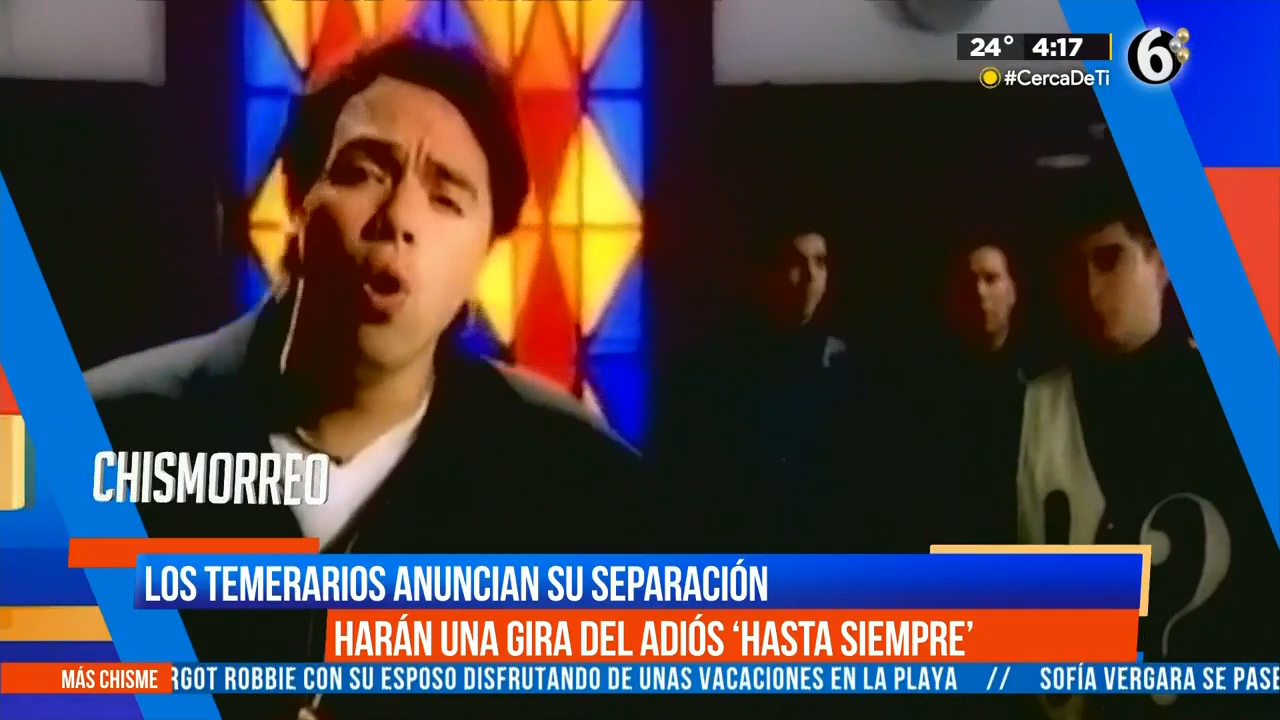 24° 4:17
6
#CercaDeTi
CHISMORREO
?
LOS TEMERARIOS ANUNCIAN SU SEPARACIÓN
HARÁN UNA GIRA DEL ADIÓS ‘HASTA SIEMPRE’
MÁS CHISME RGOT ROBBIE CON SU ESPOSO DISFRUTANDO DE UNAS VACACIONES EN LA PLAYA // SOFÍA VERGARA SE PASE